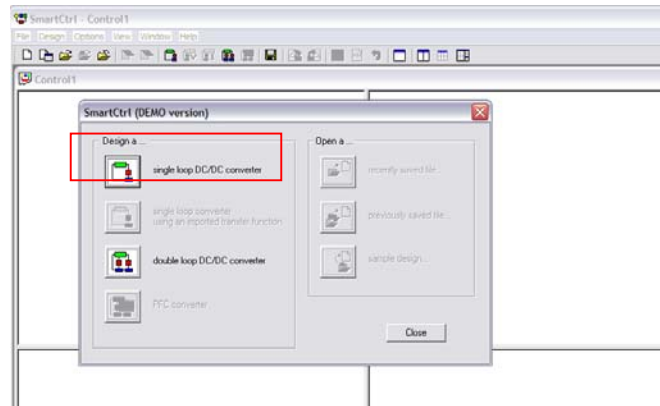 SmartCtrl - Control1
File Design Options View Window Help
Control1
SmartCtrl (DEMO version)
Design a ...
single loop DC/DC converter
single loop converter
using an imported transfer function
double loop DC/DC converter
PFC converter
Open a ...
recently saved file
previously saved file...
sample design...
Close